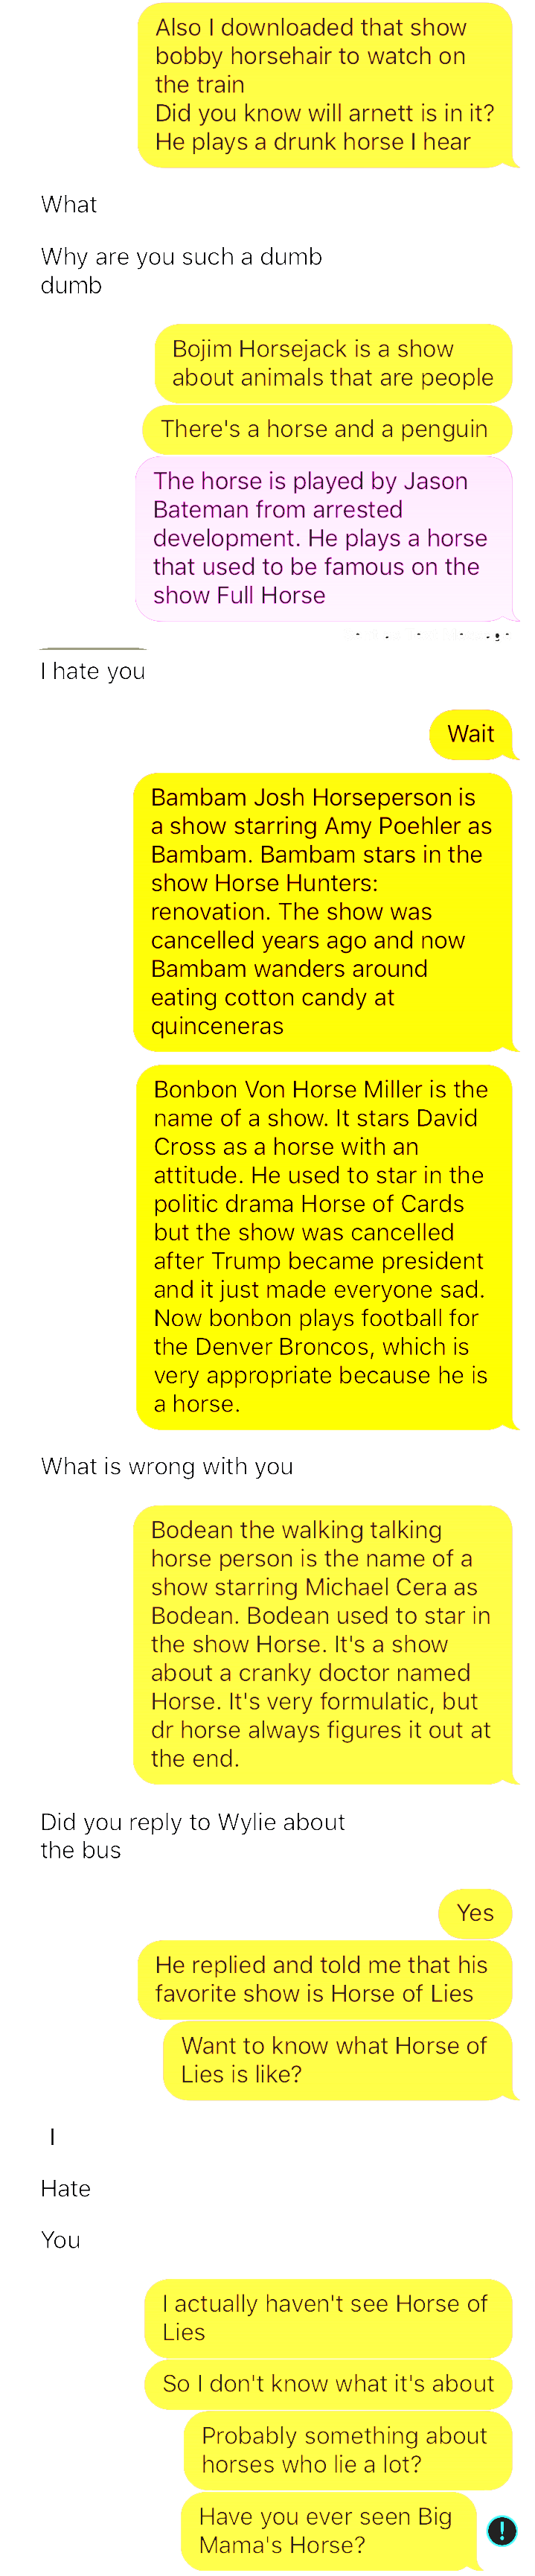 Also I downloaded that show
bobby horsehair to watch on
the train
Did you know will arnett is in it?
He plays a drunk horse I hear
What
Why are you such a dumb
dumb
Bojim Horsejack is a show
about animals that are people
There's a horse and a penguin
The horse is played by Jason
Bateman from arrested
development. He plays a horse
that used to be famous on the
show Full Horse
I hate you
Wait
Bambam Josh Horseperson is
a show starring Amy Poehler as
Bambam. Bambam stars in the
show Horse Hunters:
renovation. The show was
cancelled years ago and now
Bambam wanders around
eating cotton candy at
quinceneras
Bonbon Von Horse Miller is the
name of a show. It stars David
Cross as a horse with an
attitude. He used to star in the
politic drama Horse of Cards
but the show was cancelled
after Trump became president
and it just made everyone sad.
Now bonbon plays football for
the Denver Broncos, which is
very appropriate because he is
a horse.
What is wrong with you
Bodean the walking talking
horse person is the name of a
show starring Michael Cera as
Bodean. Bodean used to star in
the show Horse. It's a show
about a cranky doctor named
Horse. It's very formulatic, but
dr horse always figures it out at
the end.
Did you reply to Wylie about
the bus
Yes
He replied and told me that his
favorite show is Horse of Lies
Want to know what Horse of
Lies is like?
I
Hate
You
I actually haven't see Horse of
Lies
So I don't know what it's about
Probably something about
horses who lie a lot?
Have you ever seen Big
Mama's Horse?